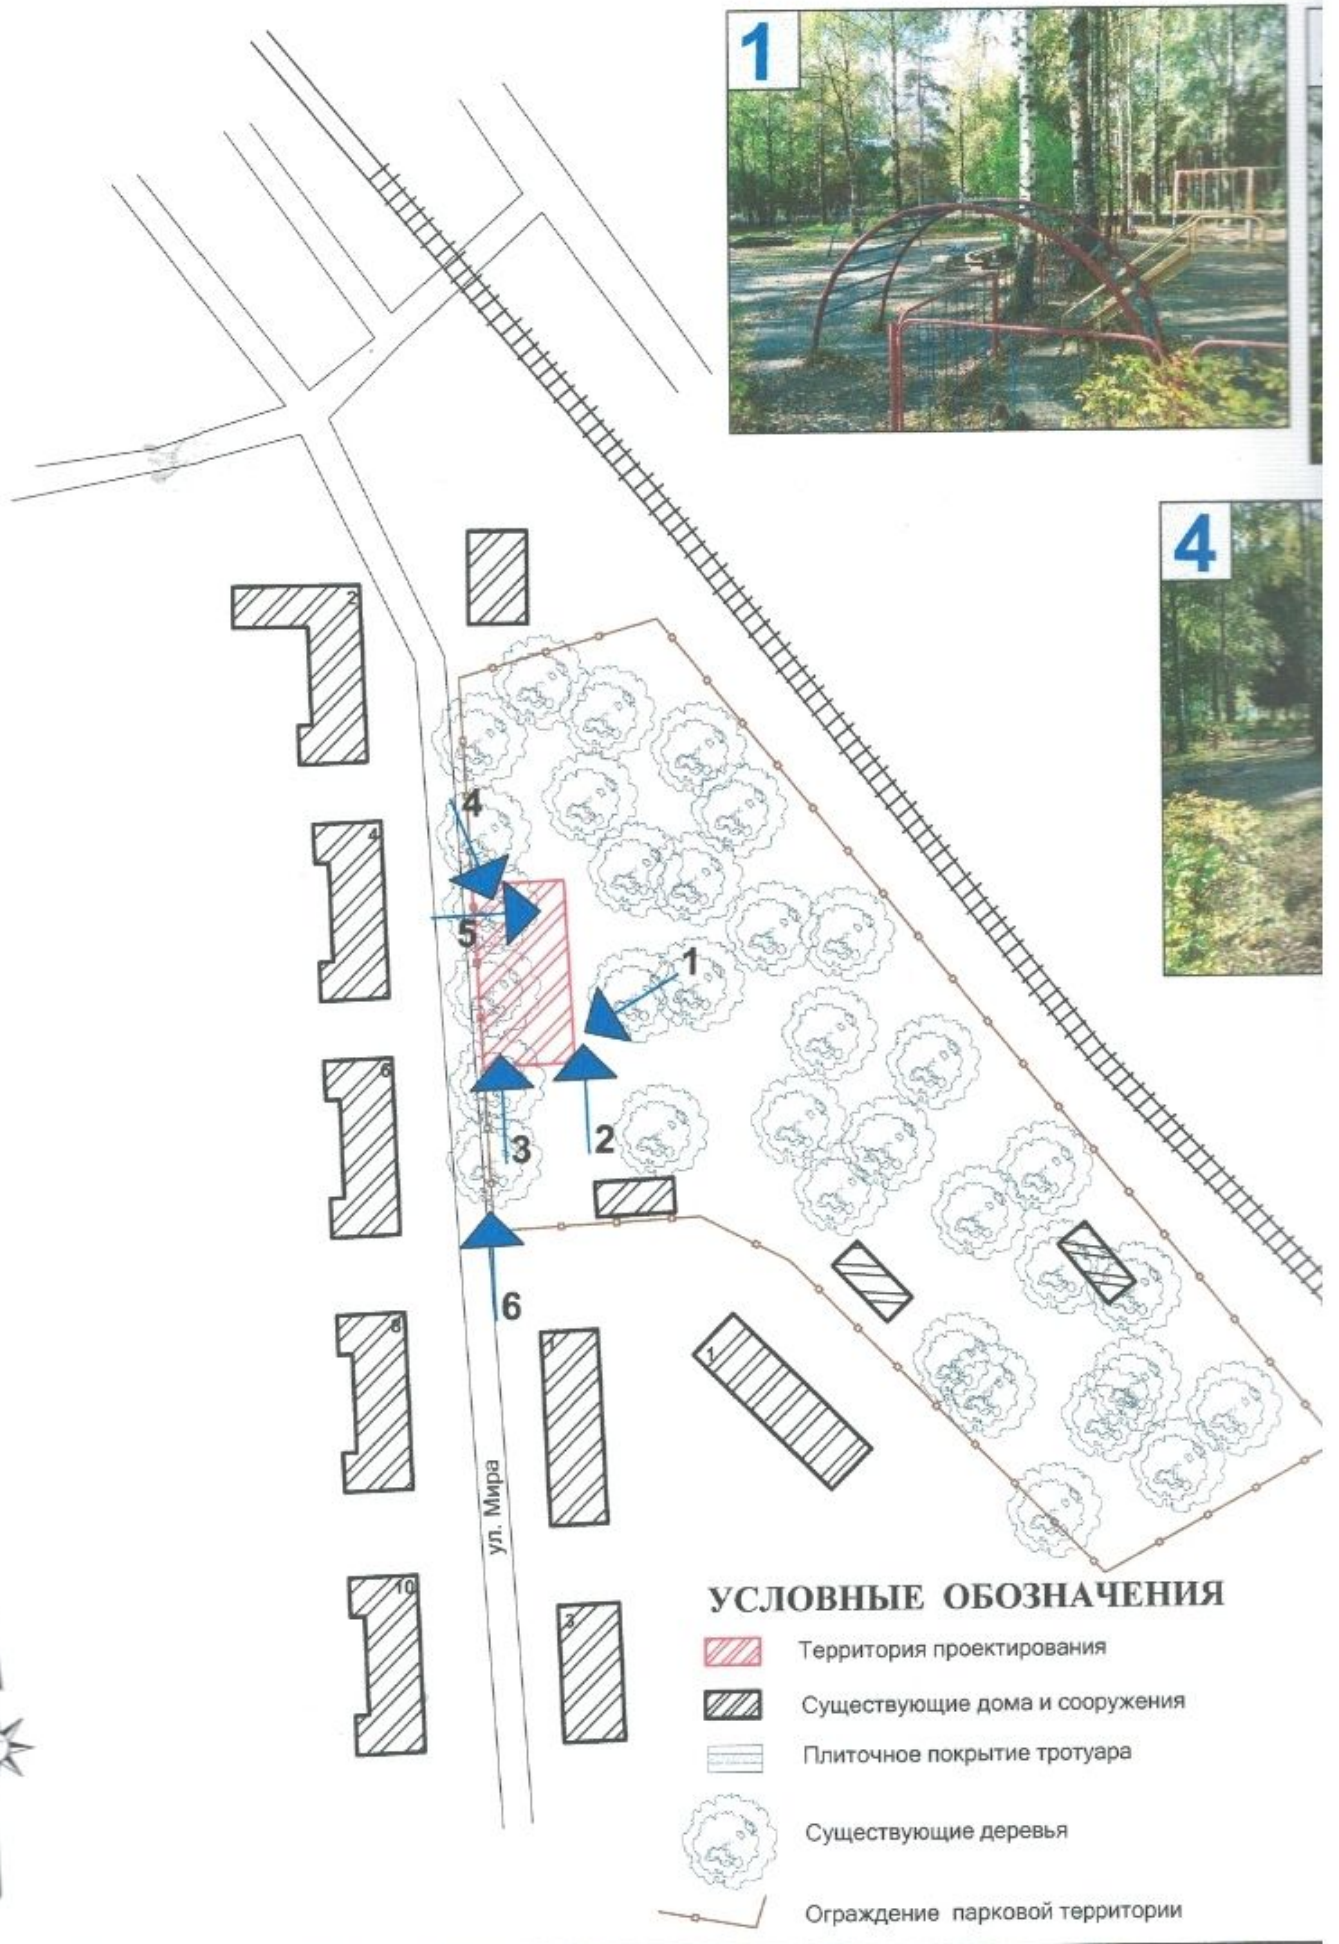 1
4
2
4
4
5
1
6
3
2
6
8
1
1
ул. Мира
10
3
УСЛОВНЫЕ ОБОЗНАЧЕНИЯ
Территория проектирования
Существующие дома и сооружения
Плиточное покрытие тротуара
Существующие деревья
Ограждение парковой территории